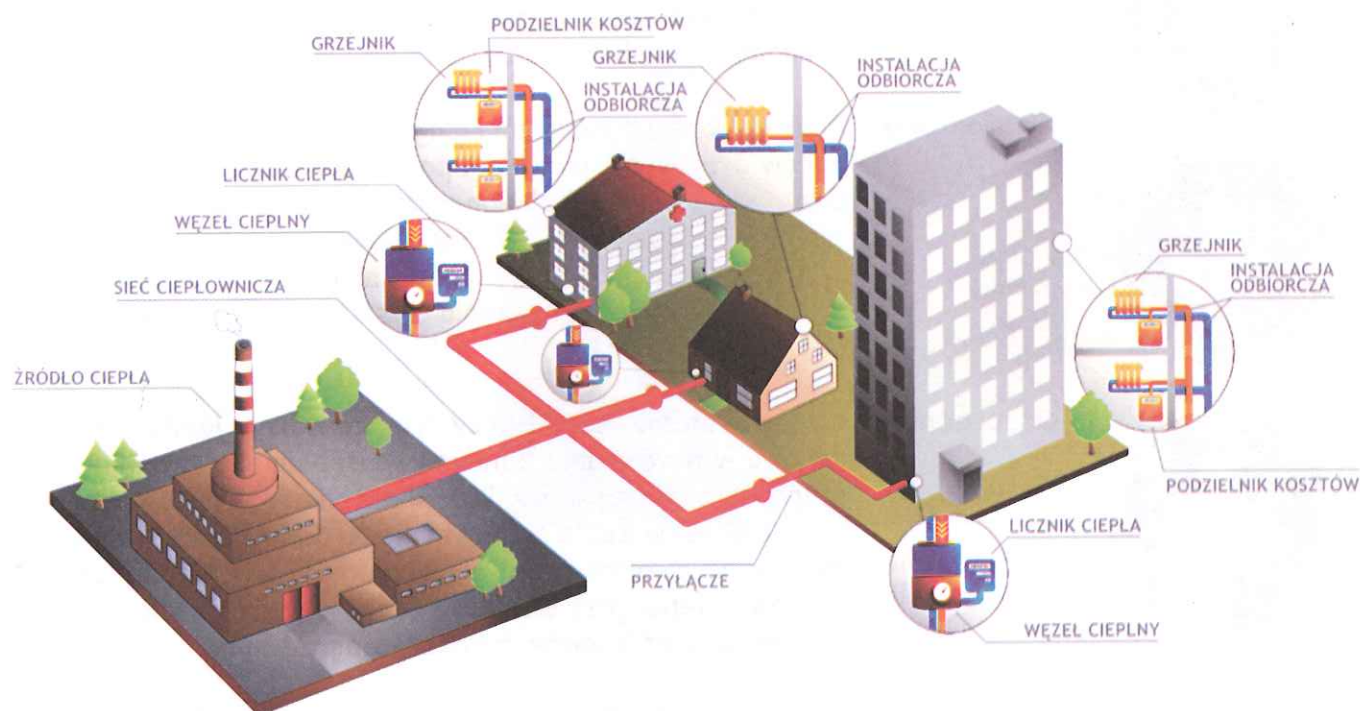 PODZIELNIK KOSZTÓW
GRZEJNIK
INSTALACJA
ODBIORCZA
GRZEJNIK
INSTALACJA
ODBIORCZA
LICZNIK CIEPŁA
WĘZEŁ CIEPLNY
SIEĆ CIEPŁOWNICZA
ŹRÓDŁO CIEPŁA
GRZEJNIK
INSTALACJA
ODBIORCZA
PODZIELNIK KOSZTÓW
LICZNIK CIEPŁA
PRZYŁĄCZE
WĘZEŁ CIEPLNY